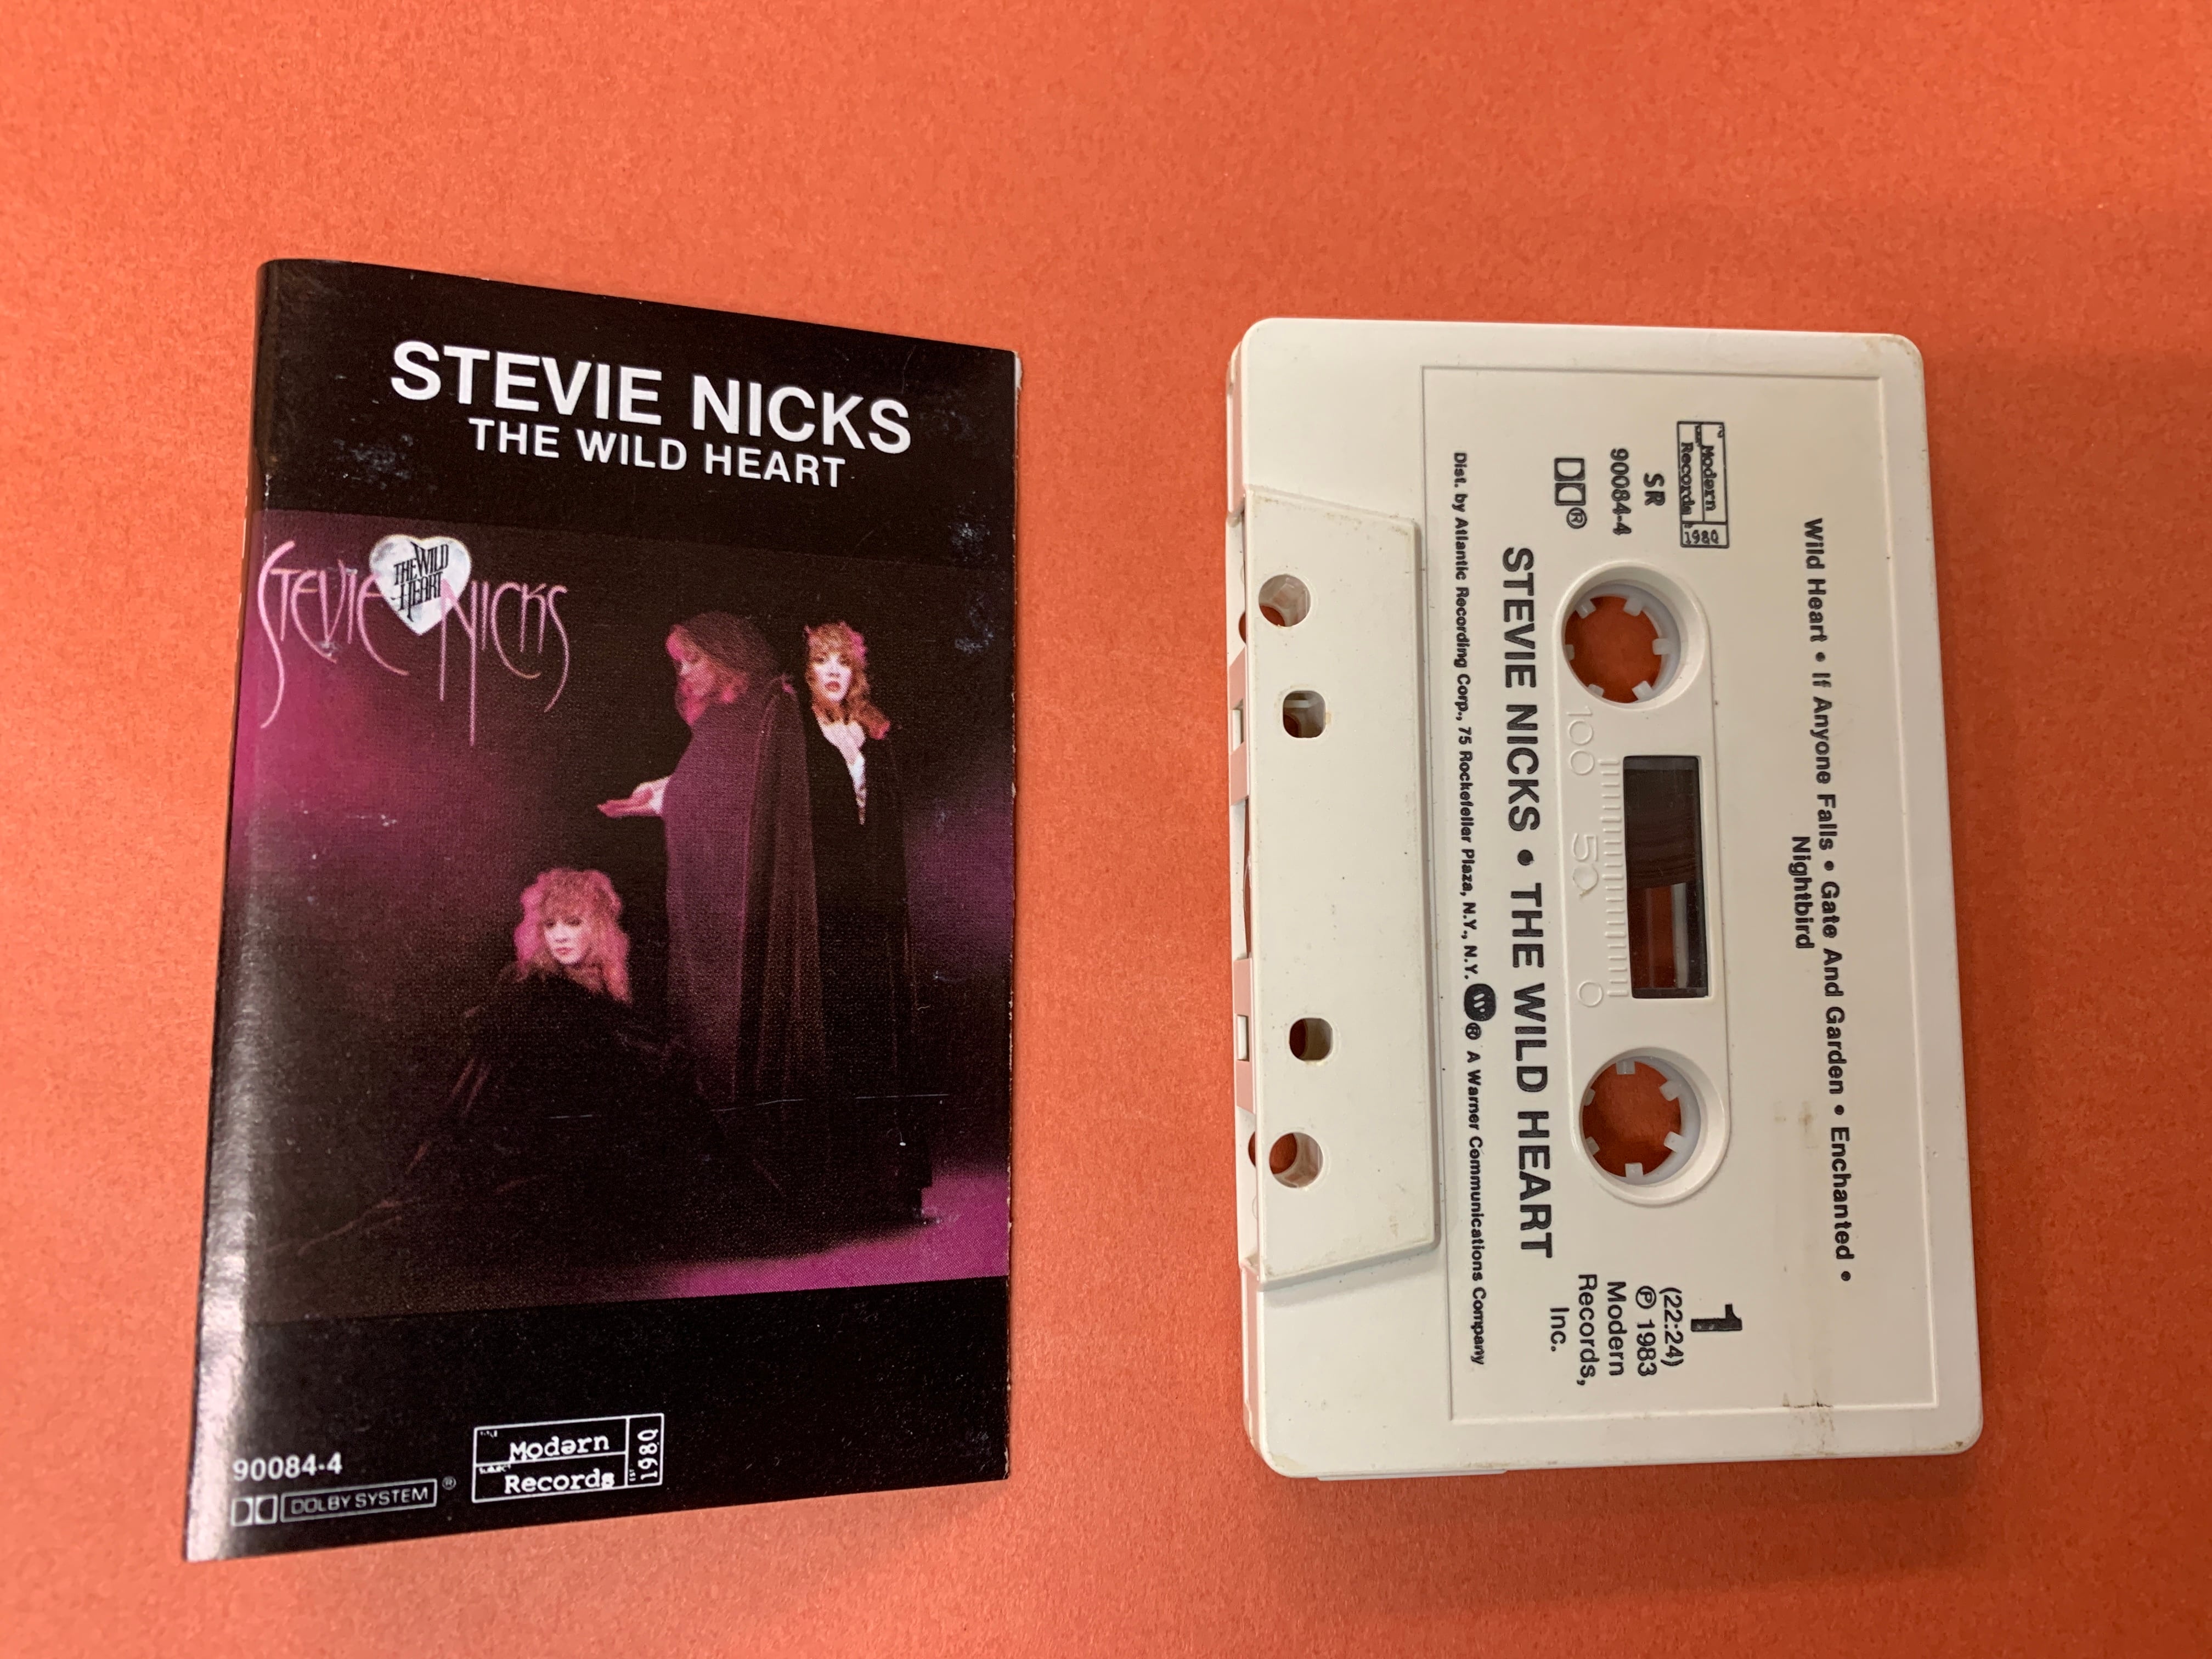 STEVIE NICKS
THE WILD HEART
STEVIE NICKS
THE WILD
HEART
90084-4
DOLBY SYSTEM ®
Modern
Records
1980
Wild Heart • If Anyone Falls • Gate And Garden • Enchanted •
Nightbird
Modern
Records
1980
SR
90084-4
®
1
(22:24)
℗ 1983
Modern
Records,
Inc.
100 50 0
STEVIE NICKS • THE WILD HEART
Dist. by Atlantic Recording Corp., 75 Rockefeller Plaza, N.Y., N.Y. ® A Warner Communications Company